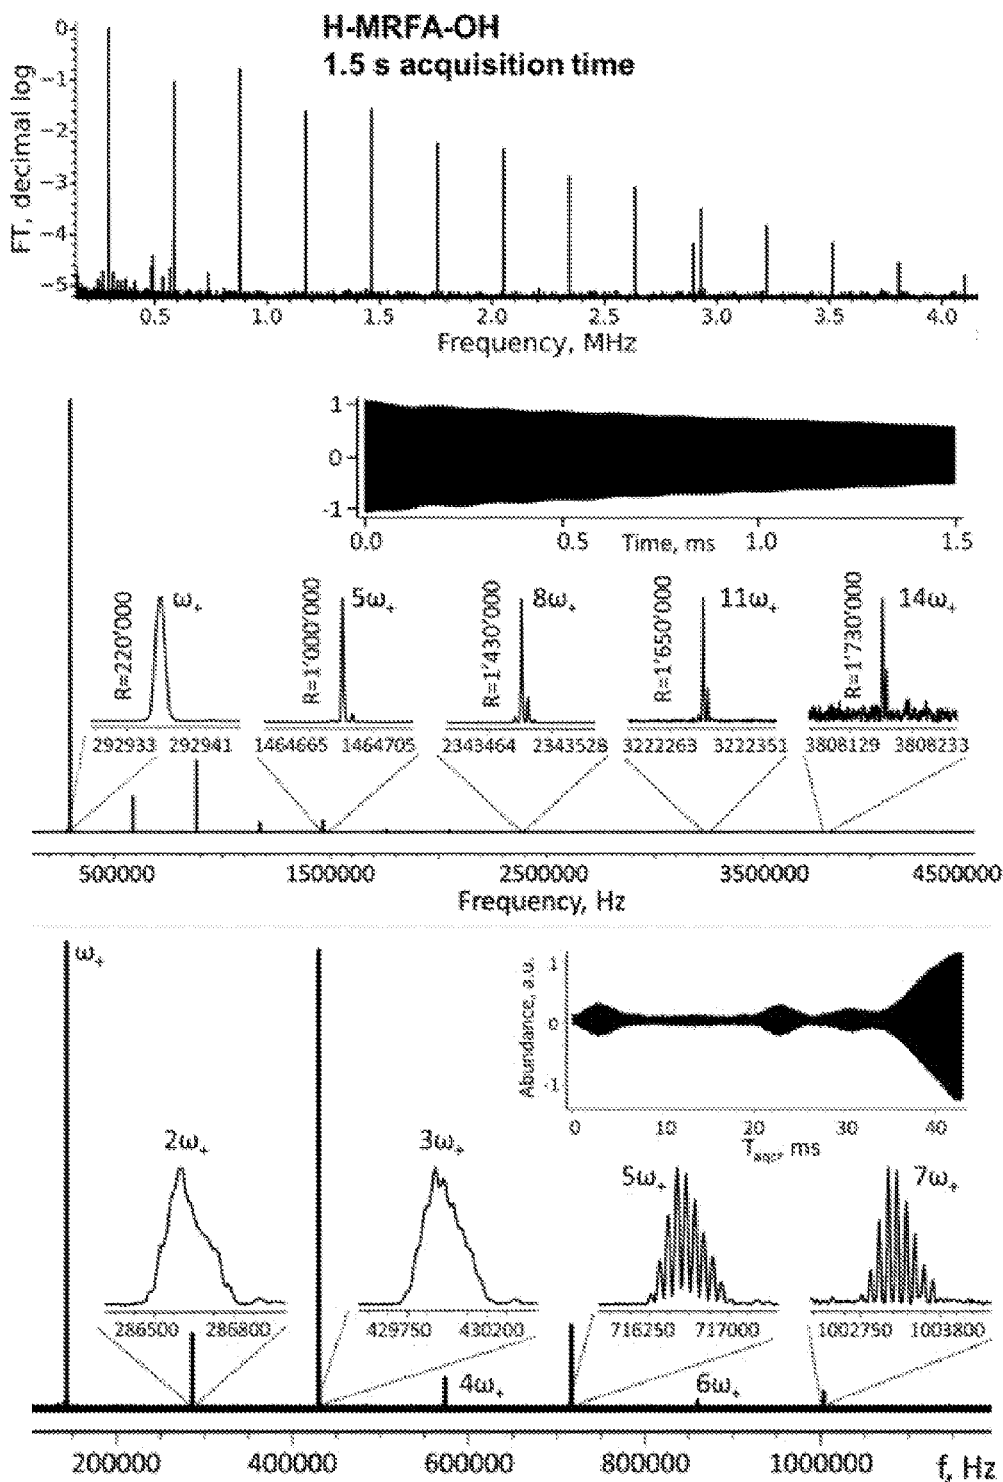 H-MRFA-OH
1.5 s acquisition time
FT, decimal log
0
−1
−2
−3
−4
−5
0.5 1.0 1.5 2.0 2.5 3.0 3.5 4.0
Frequency, MHz
1
0
-1
0.0 0.5 1.0 1.5
Time, ms
R=220'000 ω₊
R=1'000'000 5ω₊
R=1'430'000 8ω₊
R=1'650'000 11ω₊
R=1'730'000 14ω₊
292933 292941
1464665 1464705
2343464 2343528
3222263 3222351
3808129 3808233
500000 1500000 2500000 3500000 4500000
Frequency, Hz
ω₊
Abundance, a.u.
1
0
-1
0 10 20 30 40
ms
2ω₊ 3ω₊ 5ω₊ 7ω₊
286500 286800
429750 430200
716250 717000
1002750 1003800
4ω₊ 6ω₊
200000 400000 600000 800000 1000000 f, Hz